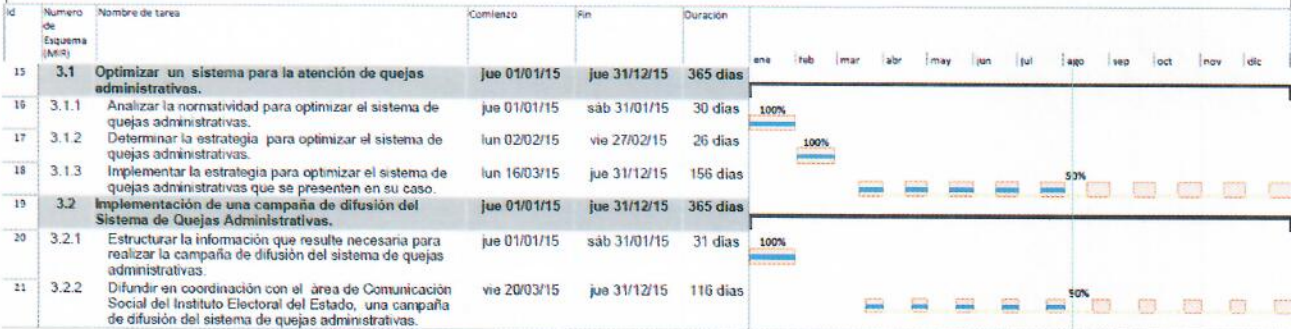 Id Numero Nombre de tarea Comienzo Fin Duración
de
Esquema
(MIR)
ene feb mar abr may jun jul ago sep oct nov dic
15 3.1 Optimizar un sistema para la atención de quejas jue 01/01/15 jue 31/12/15 365 días
administrativas.
16 3.1.1 Analizar la normatividad para optimizar el sistema de jue 01/01/15 sáb 31/01/15 30 días 100%
quejas administrativas.
17 3.1.2 Determinar la estrategia para optimizar el sistema de lun 02/02/15 vie 27/02/15 26 días 100%
quejas administrativas.
18 3.1.3 Implementar la estrategia para optimizar el sistema de lun 16/03/15 jue 31/12/15 156 días 50%
quejas administrativas que se presenten en su caso.
19 3.2 Implementación de una campaña de difusión del jue 01/01/15 jue 31/12/15 365 días
Sistema de Quejas Administrativas.
20 3.2.1 Estructurar la información que resulte necesaria para jue 01/01/15 sáb 31/01/15 31 días 100%
realizar la campaña de difusión del sistema de quejas
administrativas.
21 3.2.2 Difundir en coordinación con el área de Comunicación vie 20/03/15 jue 31/12/15 116 días 50%
Social del Instituto Electoral del Estado, una campaña
de difusión del sistema de quejas administrativas.